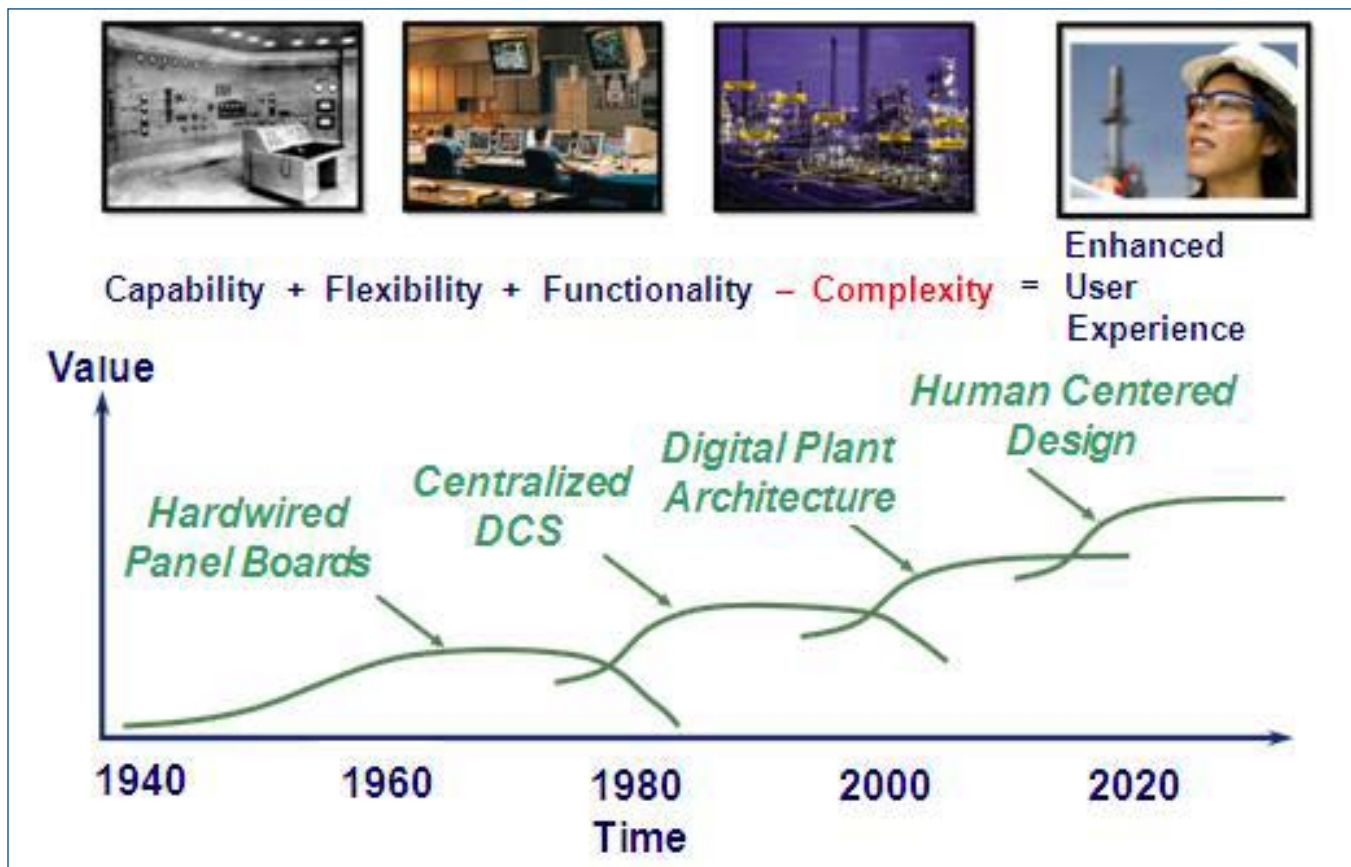 Capability + Flexibility + Functionality – Complexity =
Enhanced
User
Experience
Value
Hardwired
Panel Boards
Centralized
DCS
Digital Plant
Architecture
Human Centered
Design
1940 1960 1980 2000 2020
Time